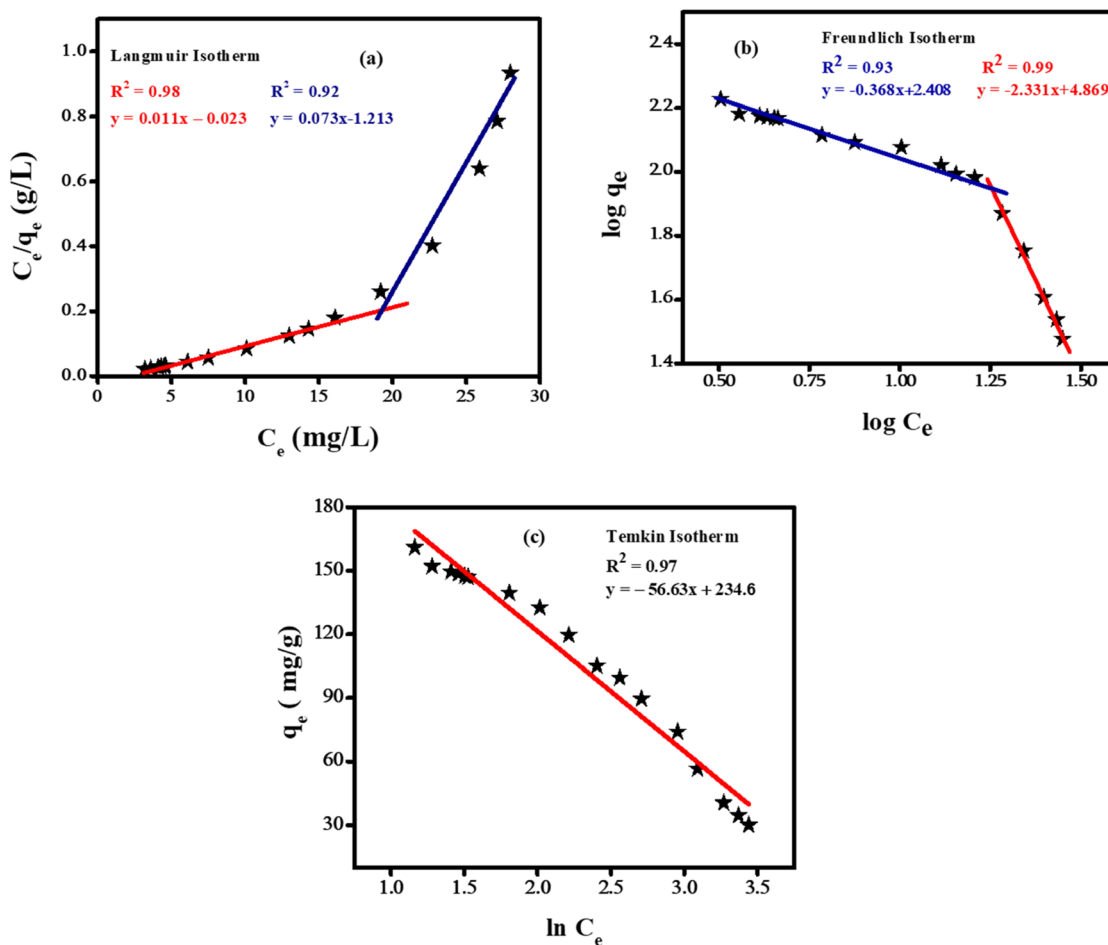 Langmuir Isotherm
(a)
R² = 0.98
R² = 0.92
y = 0.011x – 0.023
y = 0.073x-1.213
1.0
0.8
0.6
0.4
0.2
0.0
0
5
10
15
20
25
30
Cₑ/qₑ (g/L)
Cₑ (mg/L)
(b)
Freundlich Isotherm
R² = 0.93
R² = 0.99
y = -0.368x+2.408
y = -2.331x+4.869
2.4
2.2
2.0
1.8
1.6
1.4
0.50
0.75
1.00
1.25
1.50
log qₑ
log Cₑ
(c)
Temkin Isotherm
R² = 0.97
y = – 56.63x + 234.6
180
150
120
90
60
30
1.0
1.5
2.0
2.5
3.0
3.5
qₑ ( mg/g)
ln Cₑ